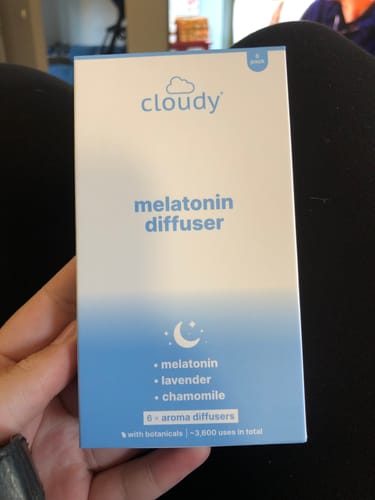 6
pack
cloudy®
melatonin
diffuser
• melatonin
• lavender
• chamomile
6 × aroma diffusers
with botanicals | ~3,600 uses in total